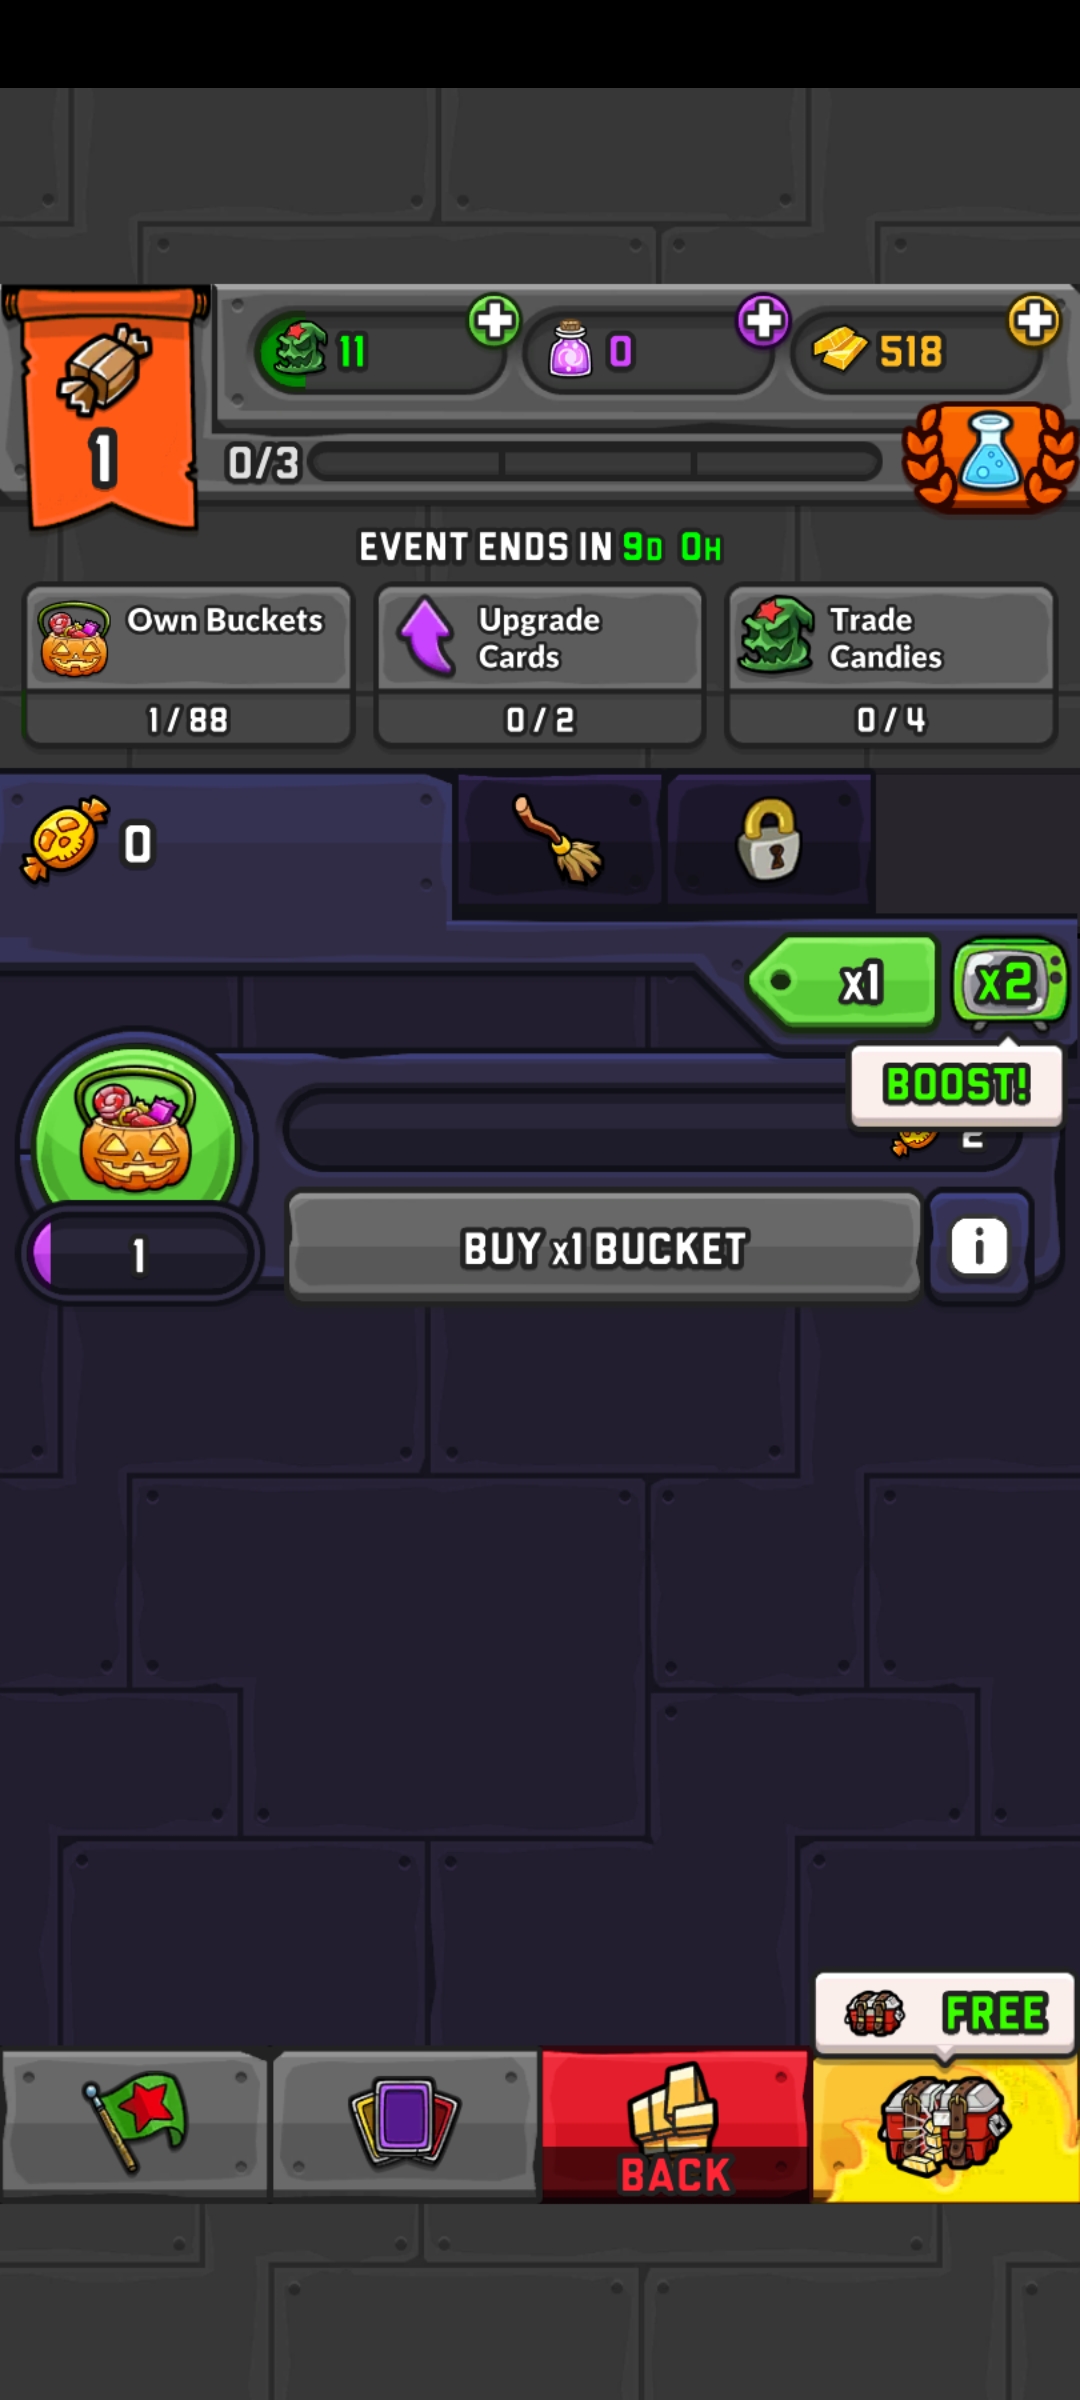 11
0
518
1
0/3
EVENT ENDS IN 9D 0H
Own Buckets
Upgrade
Cards
Trade
Candies
1/88
0/2
0/4
0
x1
x2
BOOST!
2
1
BUY x1 BUCKET
i
FREE
BACK